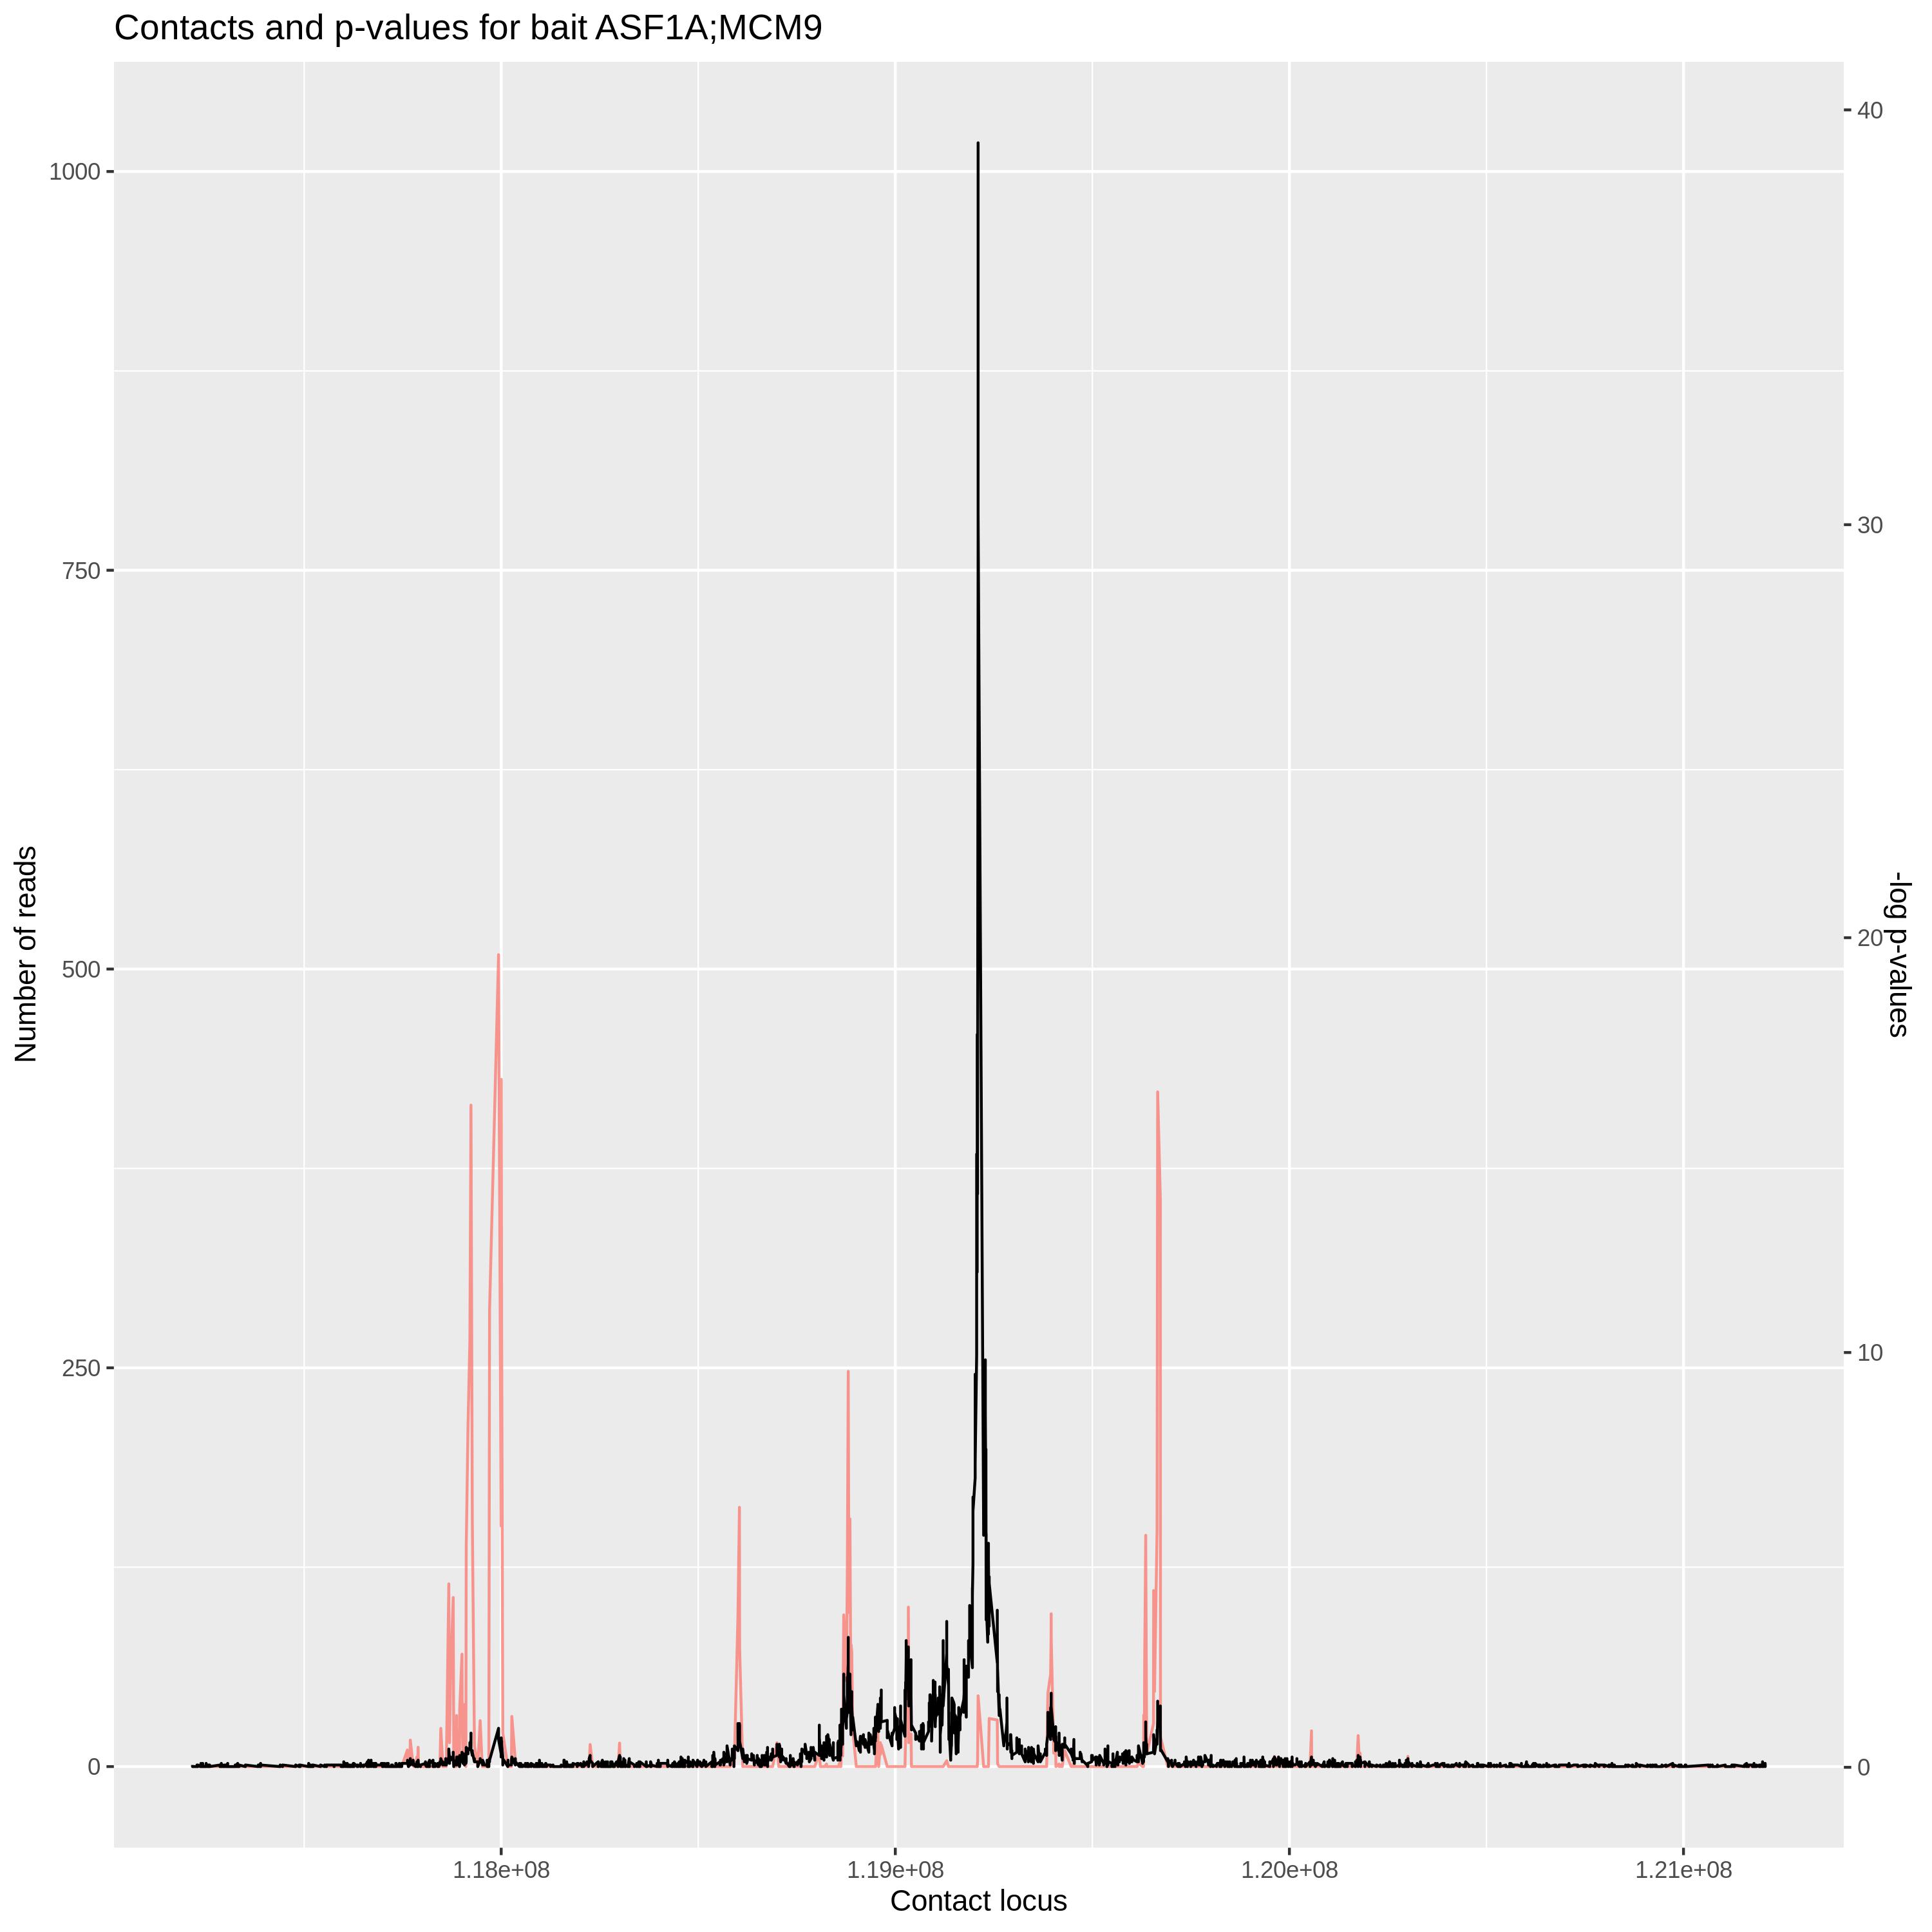 Contacts and p-values for bait ASF1A;MCM9
1000
750
500
250
0
Number of reads
40
30
20
10
0
-log p-values
1.18e+08
1.19e+08
1.20e+08
1.21e+08
Contact locus